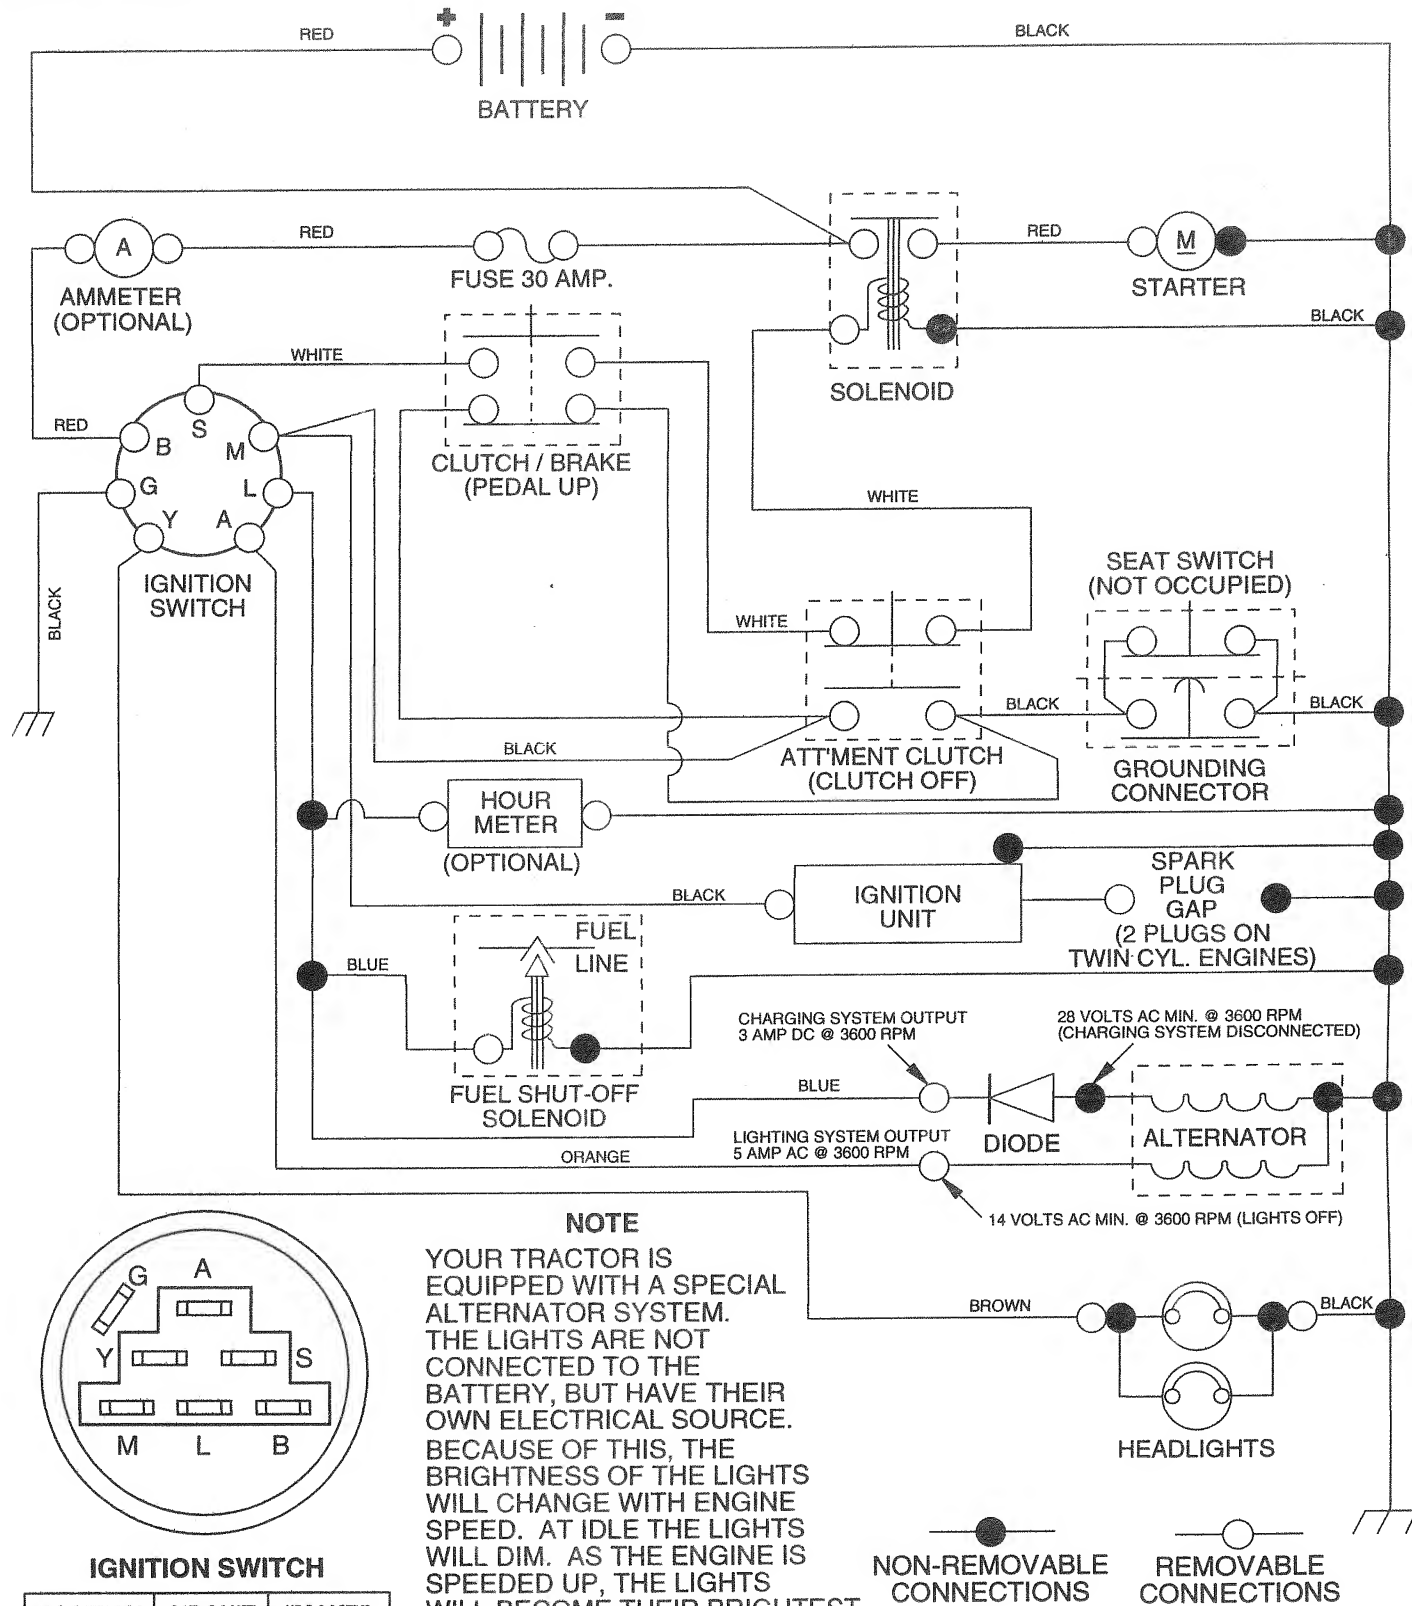 +
-
RED
BLACK
BATTERY
A
RED
FUSE 30 AMP.
RED
M
STARTER
AMMETER
(OPTIONAL)
BLACK
WHITE
SOLENOID
RED
S
B
M
G
L
Y
A
CLUTCH / BRAKE
(PEDAL UP)
IGNITION
SWITCH
BLACK
WHITE
SEAT SWITCH
(NOT OCCUPIED)
WHITE
BLACK
BLACK
BLACK
ATT'MENT CLUTCH
(CLUTCH OFF)
GROUNDING
CONNECTOR
HOUR
METER
(OPTIONAL)
BLACK
IGNITION
UNIT
SPARK
PLUG
GAP
(2 PLUGS ON
TWIN CYL. ENGINES)
FUEL
LINE
BLUE
FUEL SHUT-OFF
SOLENOID
CHARGING SYSTEM OUTPUT
3 AMP DC @ 3600 RPM
28 VOLTS AC MIN. @ 3600 RPM
(CHARGING SYSTEM DISCONNECTED)
BLUE
DIODE
ALTERNATOR
LIGHTING SYSTEM OUTPUT
5 AMP AC @ 3600 RPM
ORANGE
14 VOLTS AC MIN. @ 3600 RPM (LIGHTS OFF)
BROWN
BLACK
HEADLIGHTS
G
A
Y
S
M
L
B
IGNITION SWITCH
NOTE
YOUR TRACTOR IS
EQUIPPED WITH A SPECIAL
ALTERNATOR SYSTEM.
THE LIGHTS ARE NOT
CONNECTED TO THE
BATTERY, BUT HAVE THEIR
OWN ELECTRICAL SOURCE.
BECAUSE OF THIS, THE
BRIGHTNESS OF THE LIGHTS
WILL CHANGE WITH ENGINE
SPEED. AT IDLE THE LIGHTS
WILL DIM. AS THE ENGINE IS
SPEEDED UP, THE LIGHTS
WILL BECOME THEIR BRIGHTEST
NON-REMOVABLE
CONNECTIONS
REMOVABLE
CONNECTIONS